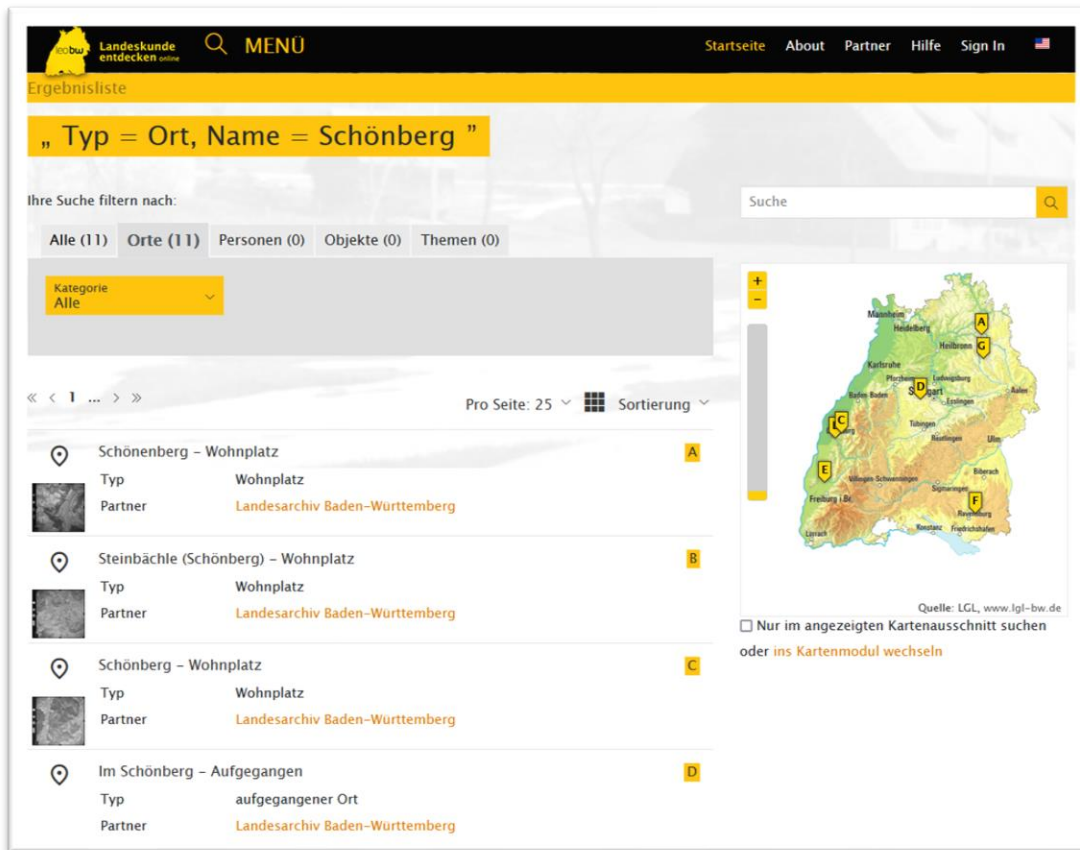 leobw
Landeskunde
entdecken online
MENÜ
Startseite About Partner Hilfe Sign In
Ergebnisliste
„ Typ = Ort, Name = Schönberg ”
Ihre Suche filtern nach:
Suche
Alle (11) Orte (11) Personen (0) Objekte (0) Themen (0)
Kategorie
Alle
« < 1 ... > »
Pro Seite: 25 Sortierung
Schönenberg – Wohnplatz A
Typ Wohnplatz
Partner Landesarchiv Baden-Württemberg
Steinbächle (Schönberg) – Wohnplatz B
Typ Wohnplatz
Partner Landesarchiv Baden-Württemberg
Schönberg – Wohnplatz C
Typ Wohnplatz
Partner Landesarchiv Baden-Württemberg
Im Schönberg – Aufgegangen D
Typ aufgegangener Ort
Partner Landesarchiv Baden-Württemberg
+
−
Mannheim
Heidelberg
A
Heilbronn G
Karlsruhe
Pforzheim Ludwigsburg
D
Baden-Baden Esslingen Aalen
C
Tübingen
Reutlingen Ulm
E
Villingen-Schwenningen Biberach
Sigmaringen
Freiburg i.Br. F
Ravensburg
Lörrach Konstanz Friedrichshafen
Quelle: LGL, www.lgl-bw.de
Nur im angezeigten Kartenausschnitt suchen
oder ins Kartenmodul wechseln